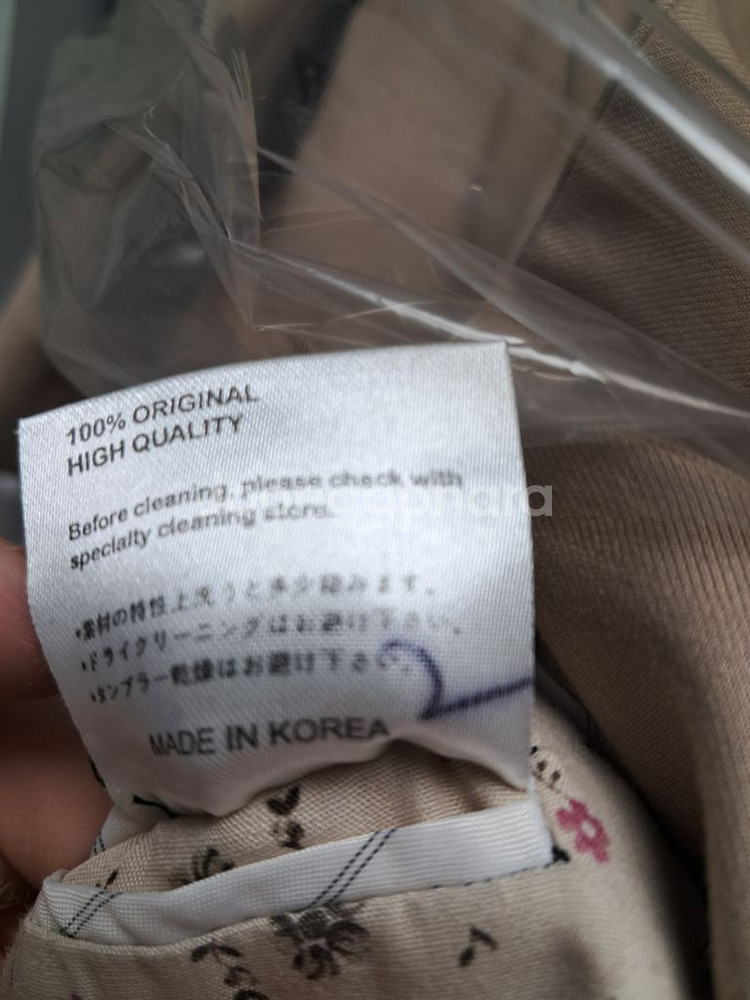 100% ORIGINAL
HIGH QUALITY
Before cleaning, please check with
specialty cleaning store.
・素材の特性上洗うと多少縮みます。
・ドライクリーニングはお避け下さい。
・タンブラー乾燥はお避け下さい。
2
MADE IN KOREA